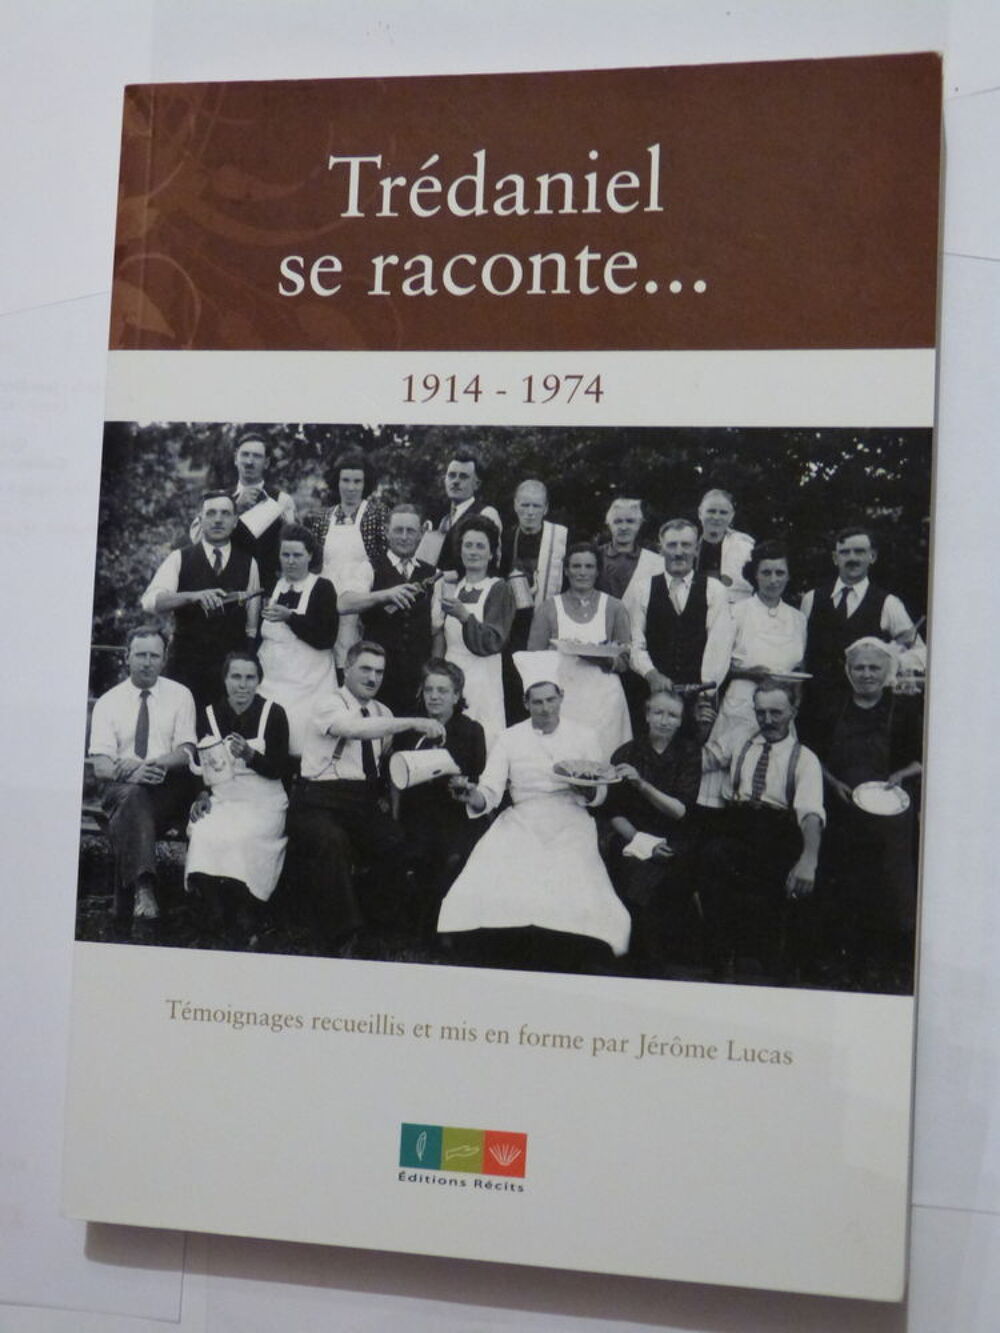 Trédaniel
se raconte...
1914 - 1974
Témoignages recueillis et mis en forme par Jérôme Lucas
Éditions Récits